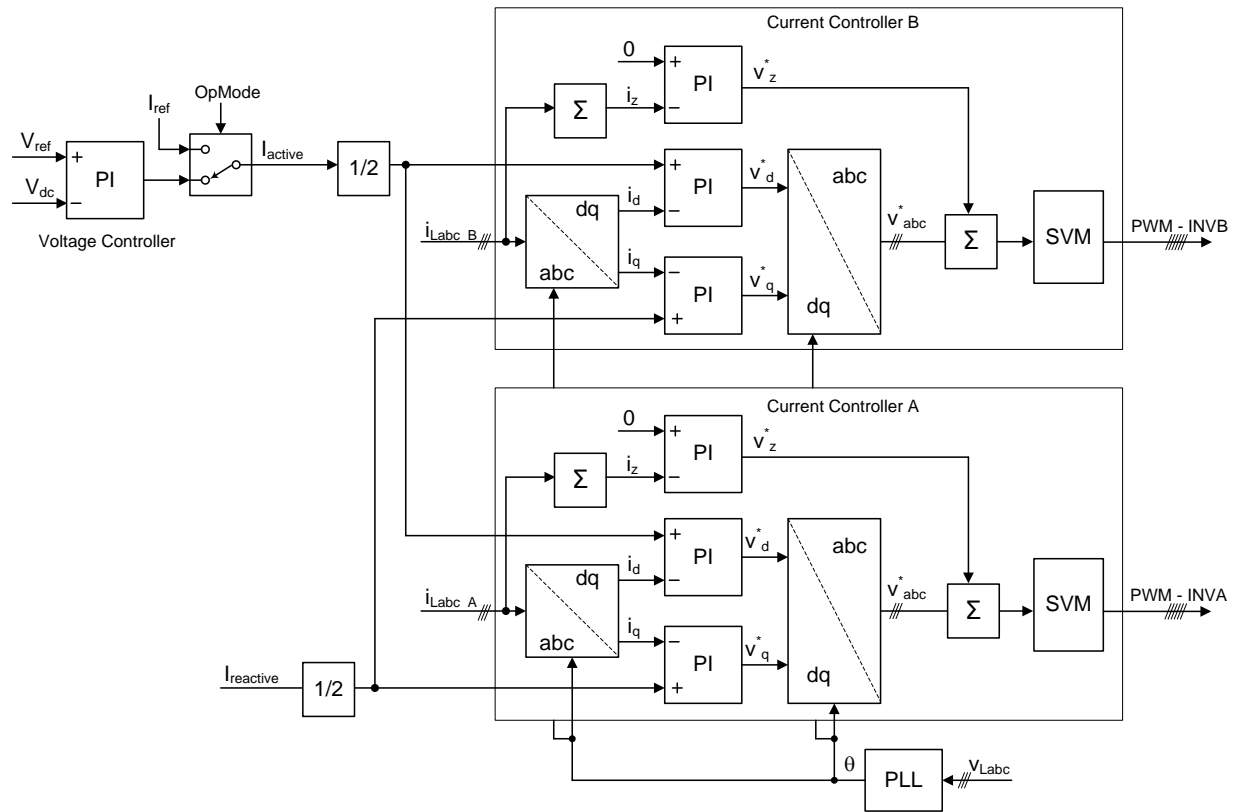 Current Controller B
0
+
PI
v*z
OpMode
Iref
Σ
iz
−
Vref
+
PI
Vdc
−
Voltage Controller
Iactive
1/2
+
PI
v*d
−
id
dq
abc
iLabc_B
iq
−
PI
v*q
+
abc
dq
v*abc
Σ
SVM
PWM - INVB
Current Controller A
0
+
PI
v*z
Σ
iz
−
+
PI
v*d
−
id
dq
abc
iLabc_A
iq
−
PI
v*q
+
abc
dq
v*abc
Σ
SVM
PWM - INVA
Ireactive
1/2
θ
PLL
vLabc